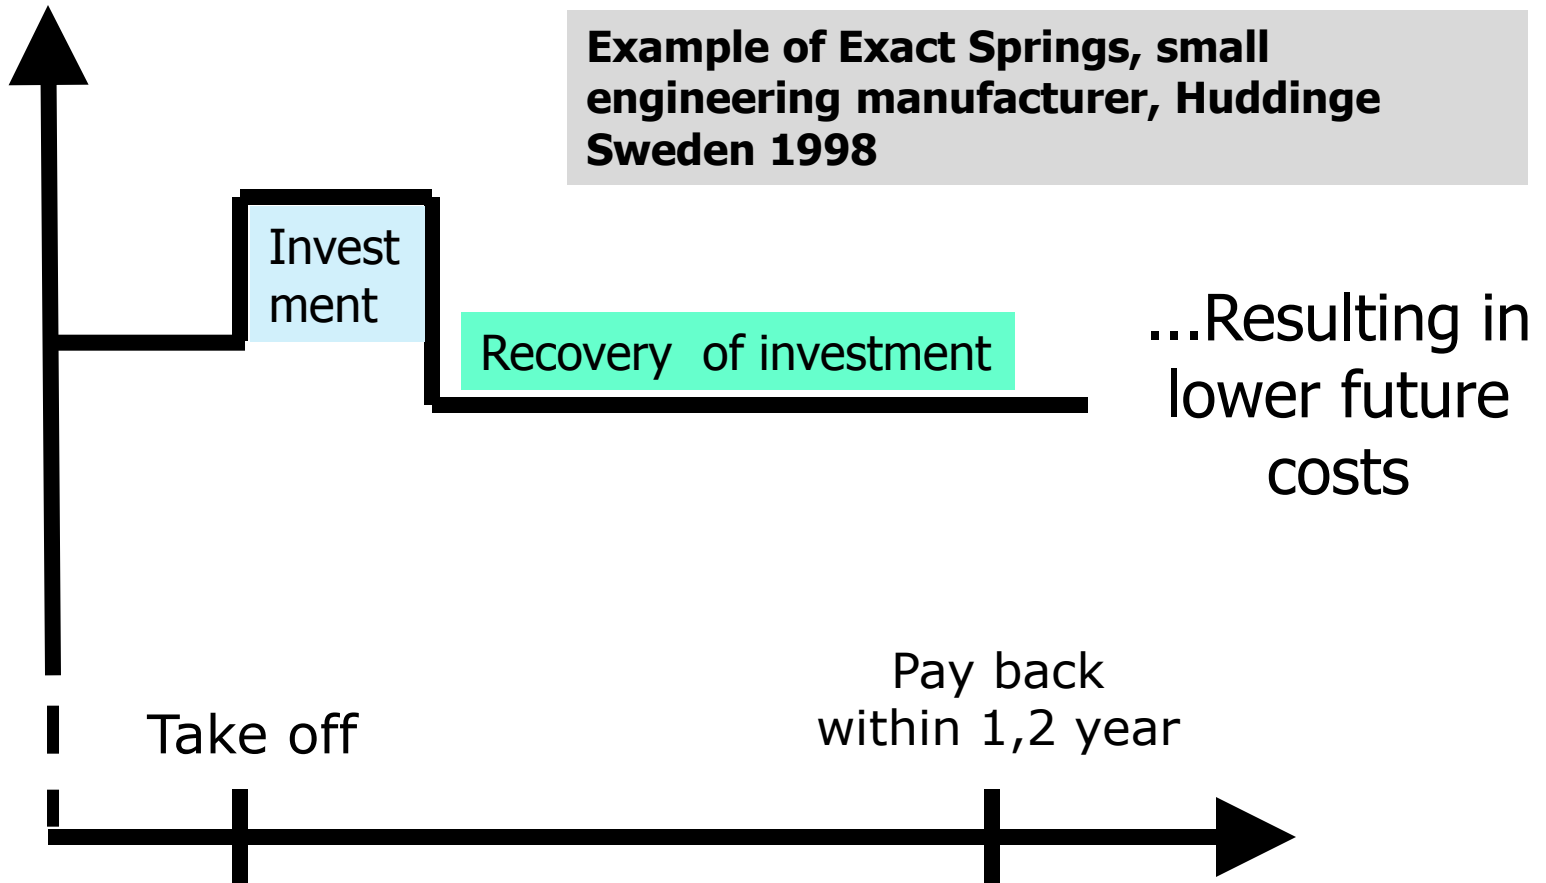 Example of Exact Springs, small
engineering manufacturer, Huddinge
Sweden 1998
Invest
ment
Recovery  of investment
...Resulting in
lower future
costs
Pay back
within 1,2 year
Take off